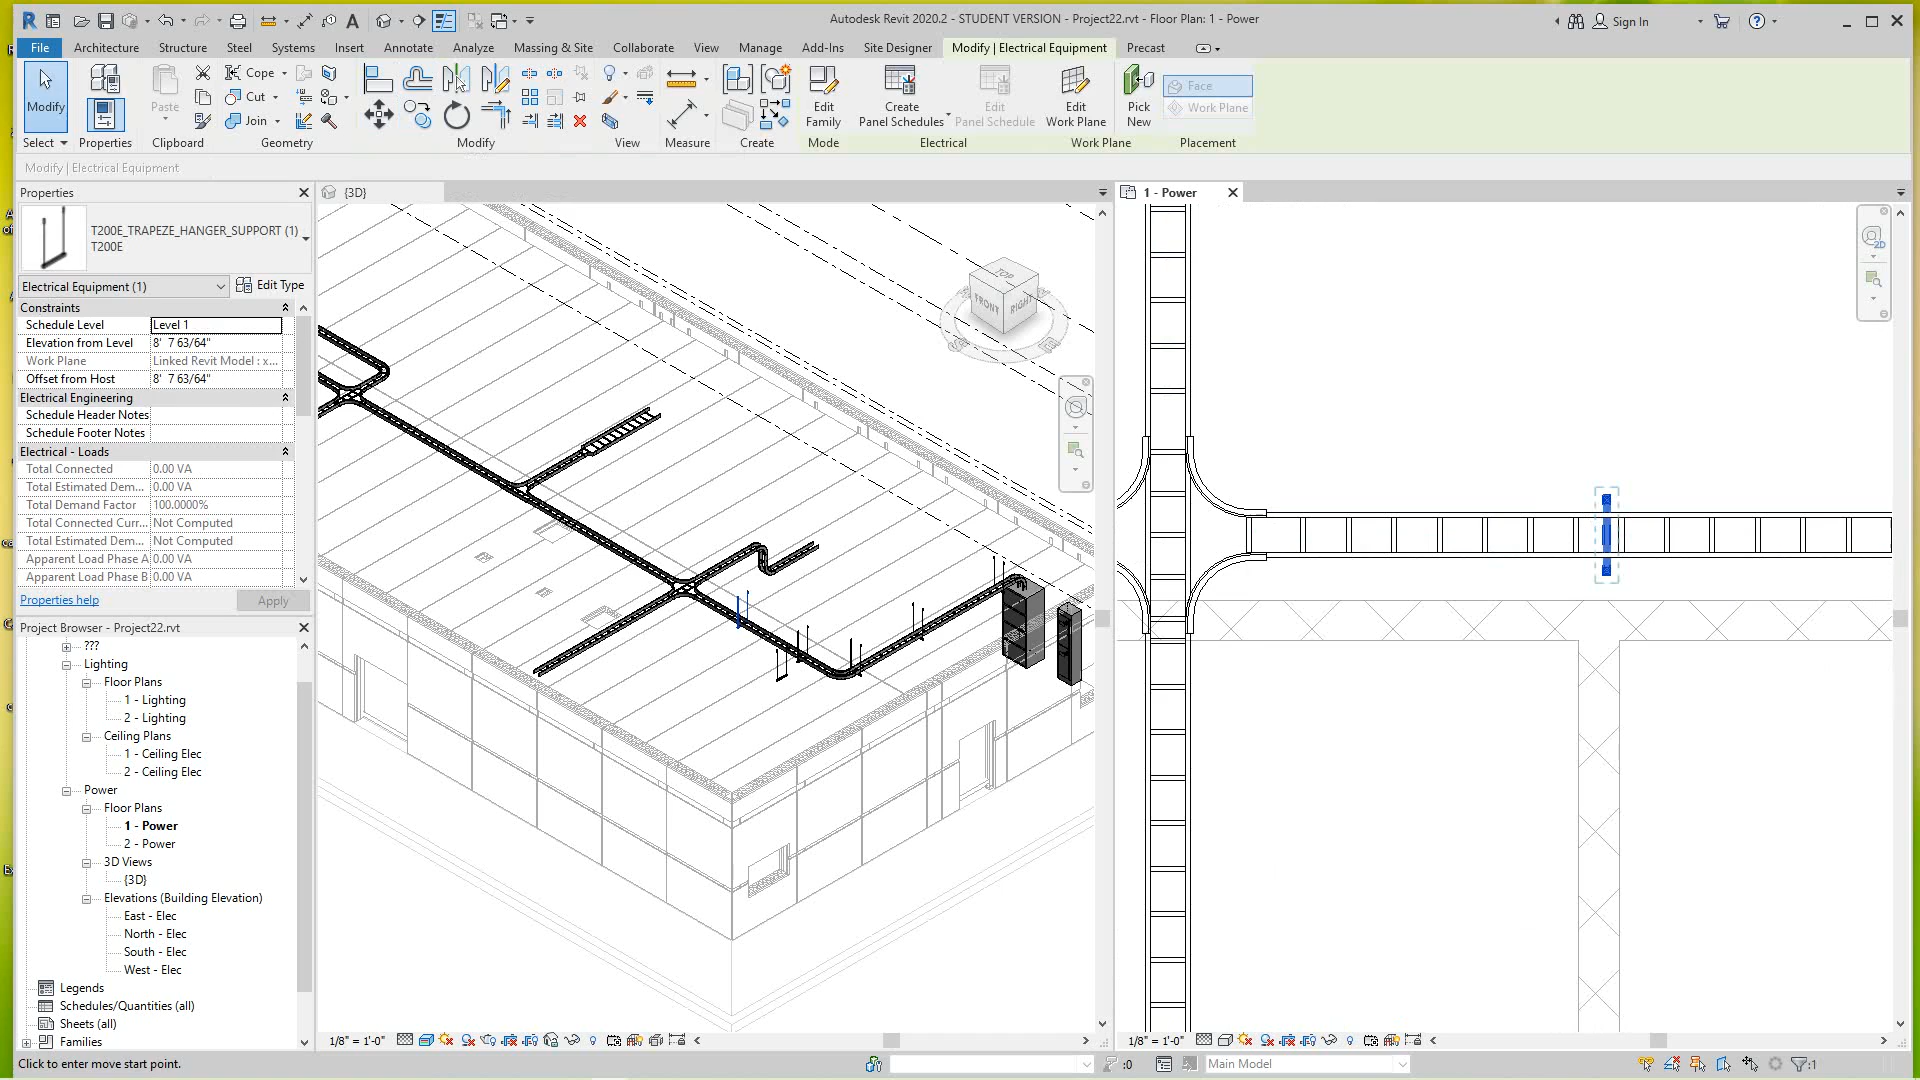 Autodesk Revit 2020.2 - STUDENT VERSION - Project22.rvt - Floor Plan: 1 - Power
Sign In
File Architecture Structure Steel Systems Insert Annotate Analyze Massing & Site Collaborate View Manage Add-Ins Site Designer Modify | Electrical Equipment Precast
Modify
Paste
Cope
Cut
Join
Edit Family
Create Panel Schedules
Edit Panel Schedule
Edit Work Plane
Pick New
Face
Work Plane
Select Properties Clipboard Geometry Modify View Measure Create Mode Electrical Work Plane Placement
Modify | Electrical Equipment
Properties
T200E_TRAPEZE_HANGER_SUPPORT (1)
T200E
Electrical Equipment (1) Edit Type
Constraints
Schedule Level Level 1
Elevation from Level 8' 7 63/64"
Work Plane Linked Revit Model : x...
Offset from Host 8' 7 63/64"
Electrical Engineering
Schedule Header Notes
Schedule Footer Notes
Electrical - Loads
Total Connected 0.00 VA
Total Estimated Dem... 0.00 VA
Total Demand Factor 100.0000%
Total Connected Curr... Not Computed
Total Estimated Dem... Not Computed
Apparent Load Phase A 0.00 VA
Apparent Load Phase B 0.00 VA
Properties help Apply
Project Browser - Project22.rvt
???
Lighting
Floor Plans
1 - Lighting
2 - Lighting
Ceiling Plans
1 - Ceiling Elec
2 - Ceiling Elec
Power
Floor Plans
1 - Power
2 - Power
3D Views
{3D}
Elevations (Building Elevation)
East - Elec
North - Elec
South - Elec
West - Elec
Legends
Schedules/Quantities (all)
Sheets (all)
Families
{3D}
TOP
FRONT
RIGHT
1/8" = 1'-0"
1 - Power
2D
1/8" = 1'-0"
Click to enter move start point.
:0
Main Model
:1